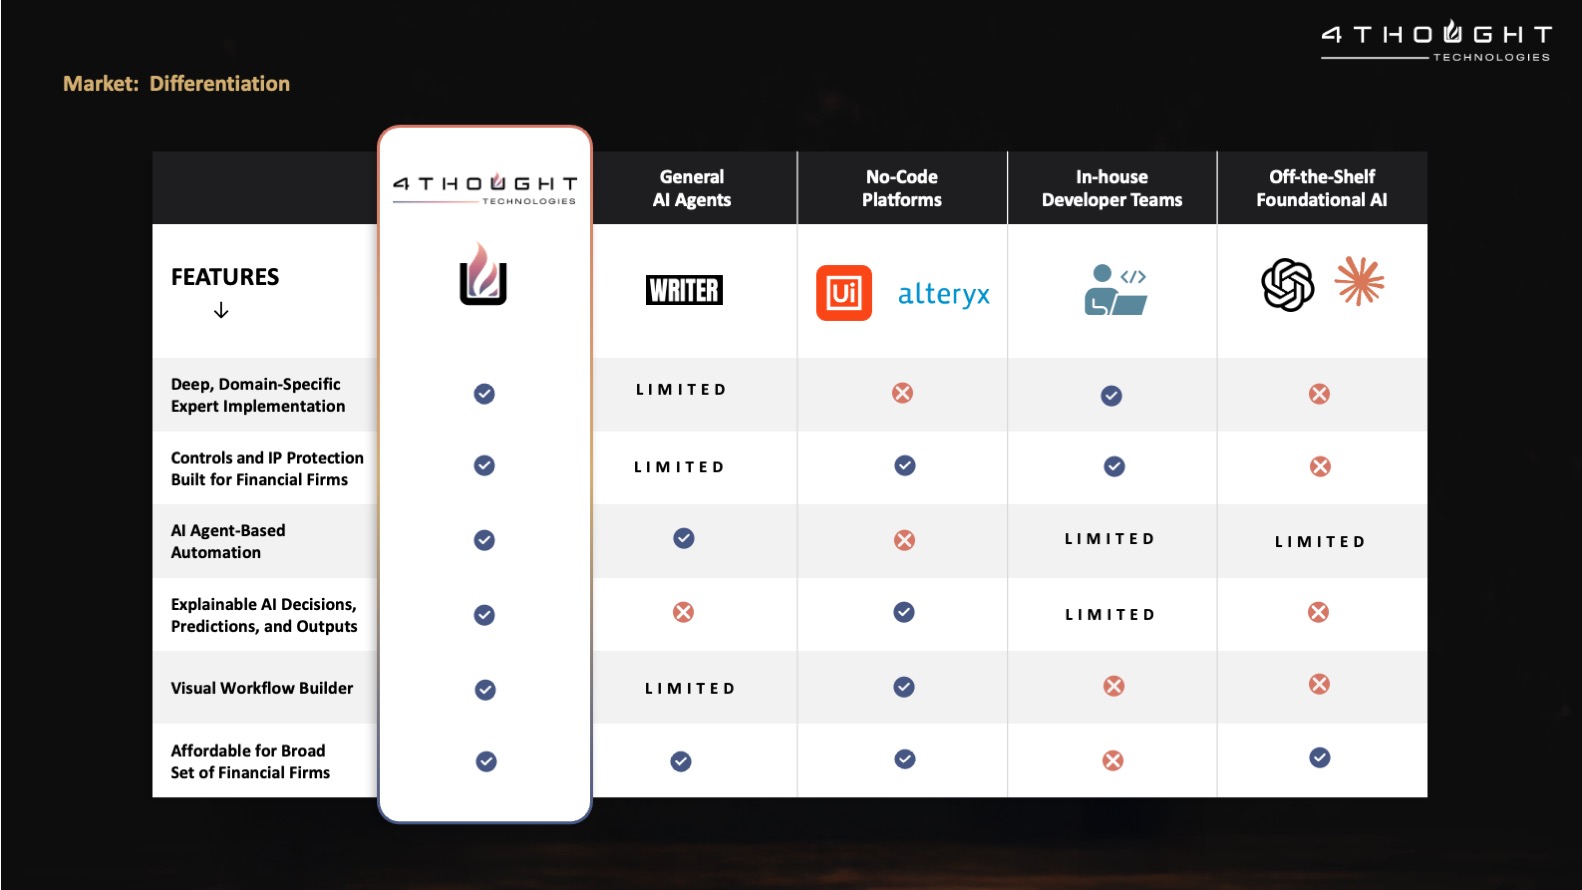 4THOUGHT
TECHNOLOGIES
Market: Differentiation
4THOUGHT
TECHNOLOGIES
General
AI Agents
No-Code
Platforms
In-house
Developer Teams
Off-the-Shelf
Foundational AI
FEATURES
WRITER
Ui
alteryx
</>
Deep, Domain-Specific
Expert Implementation
LIMITED
Controls and IP Protection
Built for Financial Firms
LIMITED
AI Agent-Based
Automation
LIMITED
LIMITED
Explainable AI Decisions,
Predictions, and Outputs
LIMITED
Visual Workflow Builder
LIMITED
Affordable for Broad
Set of Financial Firms